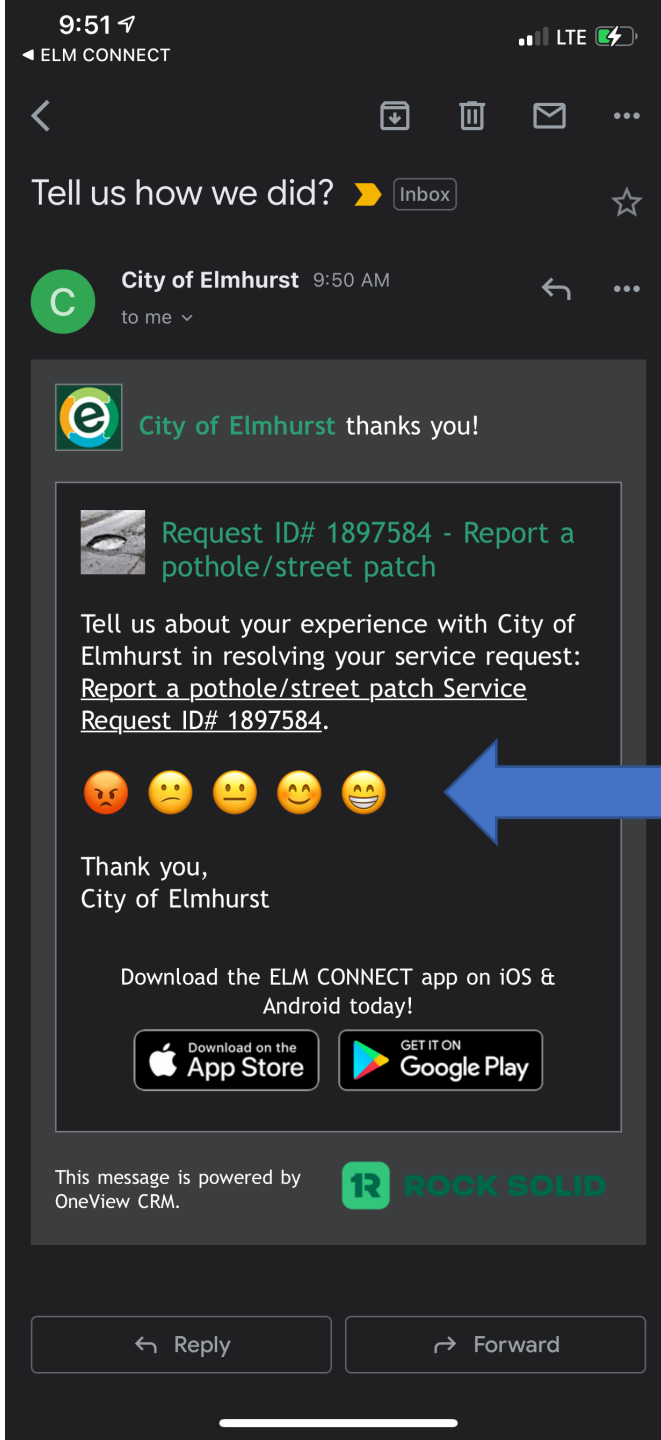 9:51
LTE
◀ ELM CONNECT
Tell us how we did?
Inbox
City of Elmhurst 9:50 AM
C
to me
e
City of Elmhurst thanks you!
Request ID# 1897584 - Report a
pothole/street patch
Tell us about your experience with City of
Elmhurst in resolving your service request:
Report a pothole/street patch Service
Request ID# 1897584.
Thank you,
City of Elmhurst
Download the ELM CONNECT app on iOS &
Android today!
Download on the
App Store
GET IT ON
Google Play
This message is powered by
OneView CRM.
1R ROCK SOLID
Reply
Forward